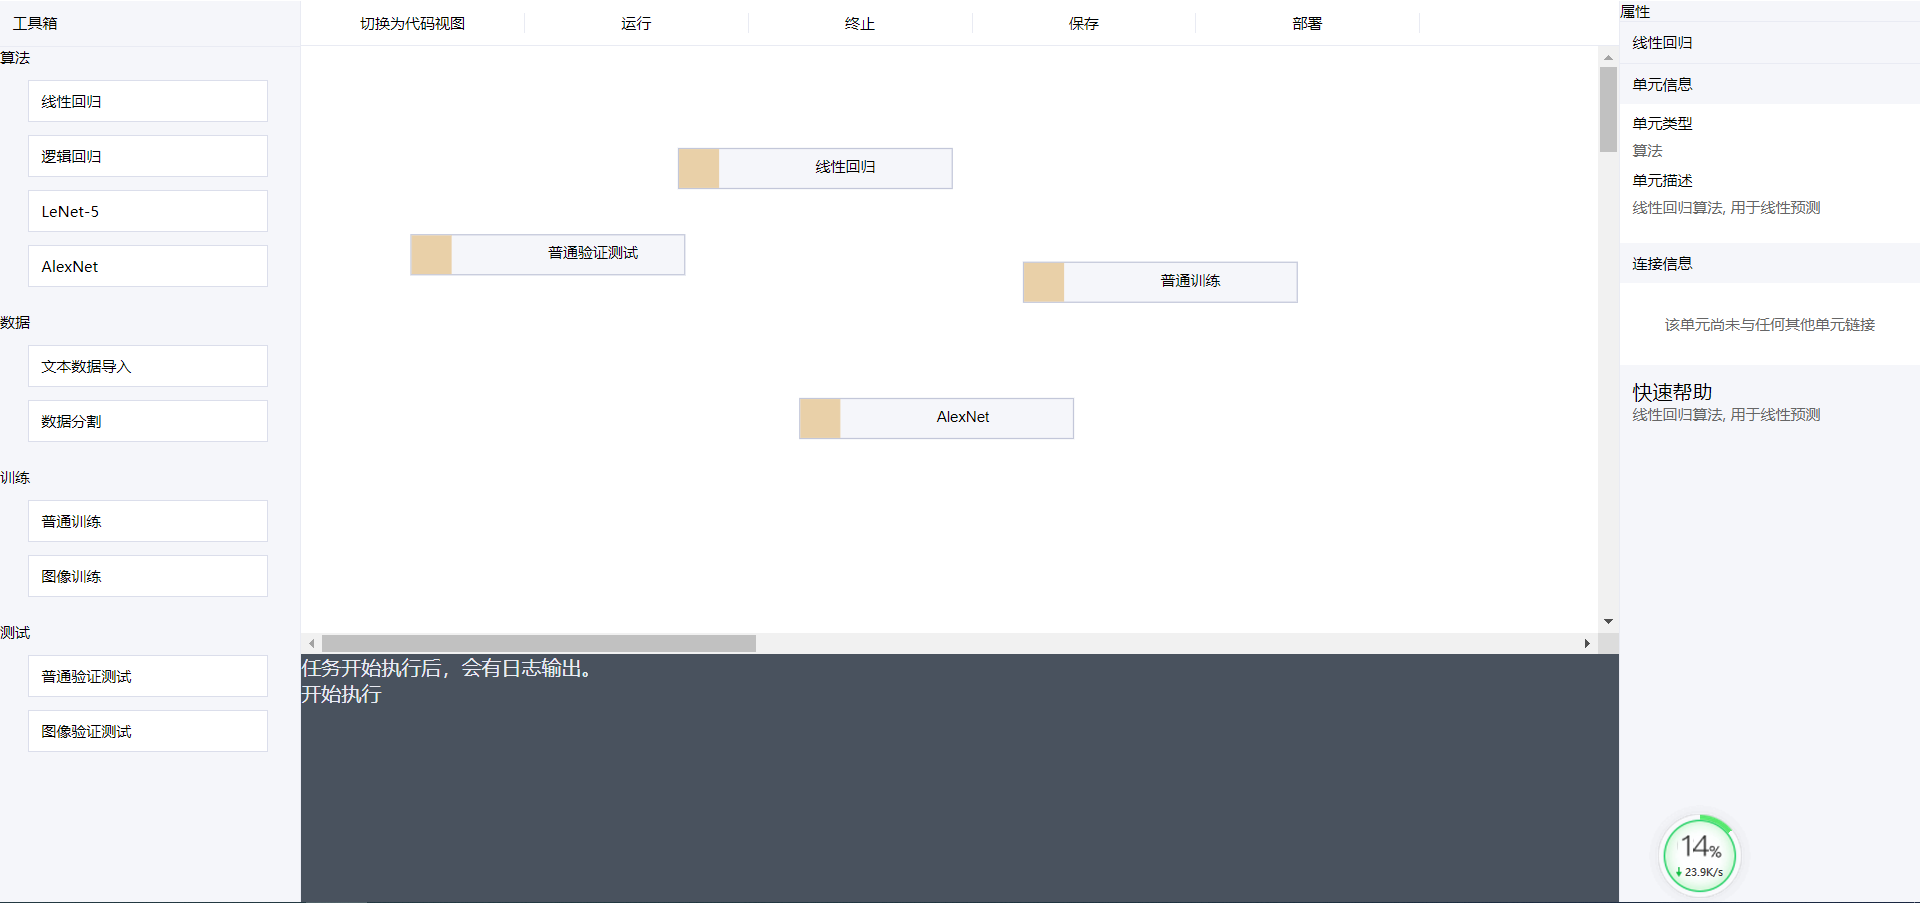 工具箱
算法
线性回归
逻辑回归
LeNet-5
AlexNet
数据
文本数据导入
数据分割
训练
普通训练
图像训练
测试
普通验证测试
图像验证测试
切换为代码视图
运行
终止
保存
部署
线性回归
普通验证测试
普通训练
AlexNet
任务开始执行后，会有日志输出。
开始执行
属性
线性回归
单元信息
单元类型
算法
单元描述
线性回归算法, 用于线性预测
连接信息
该单元尚未与任何其他单元链接
快速帮助
线性回归算法, 用于线性预测
14%
23.9K/s